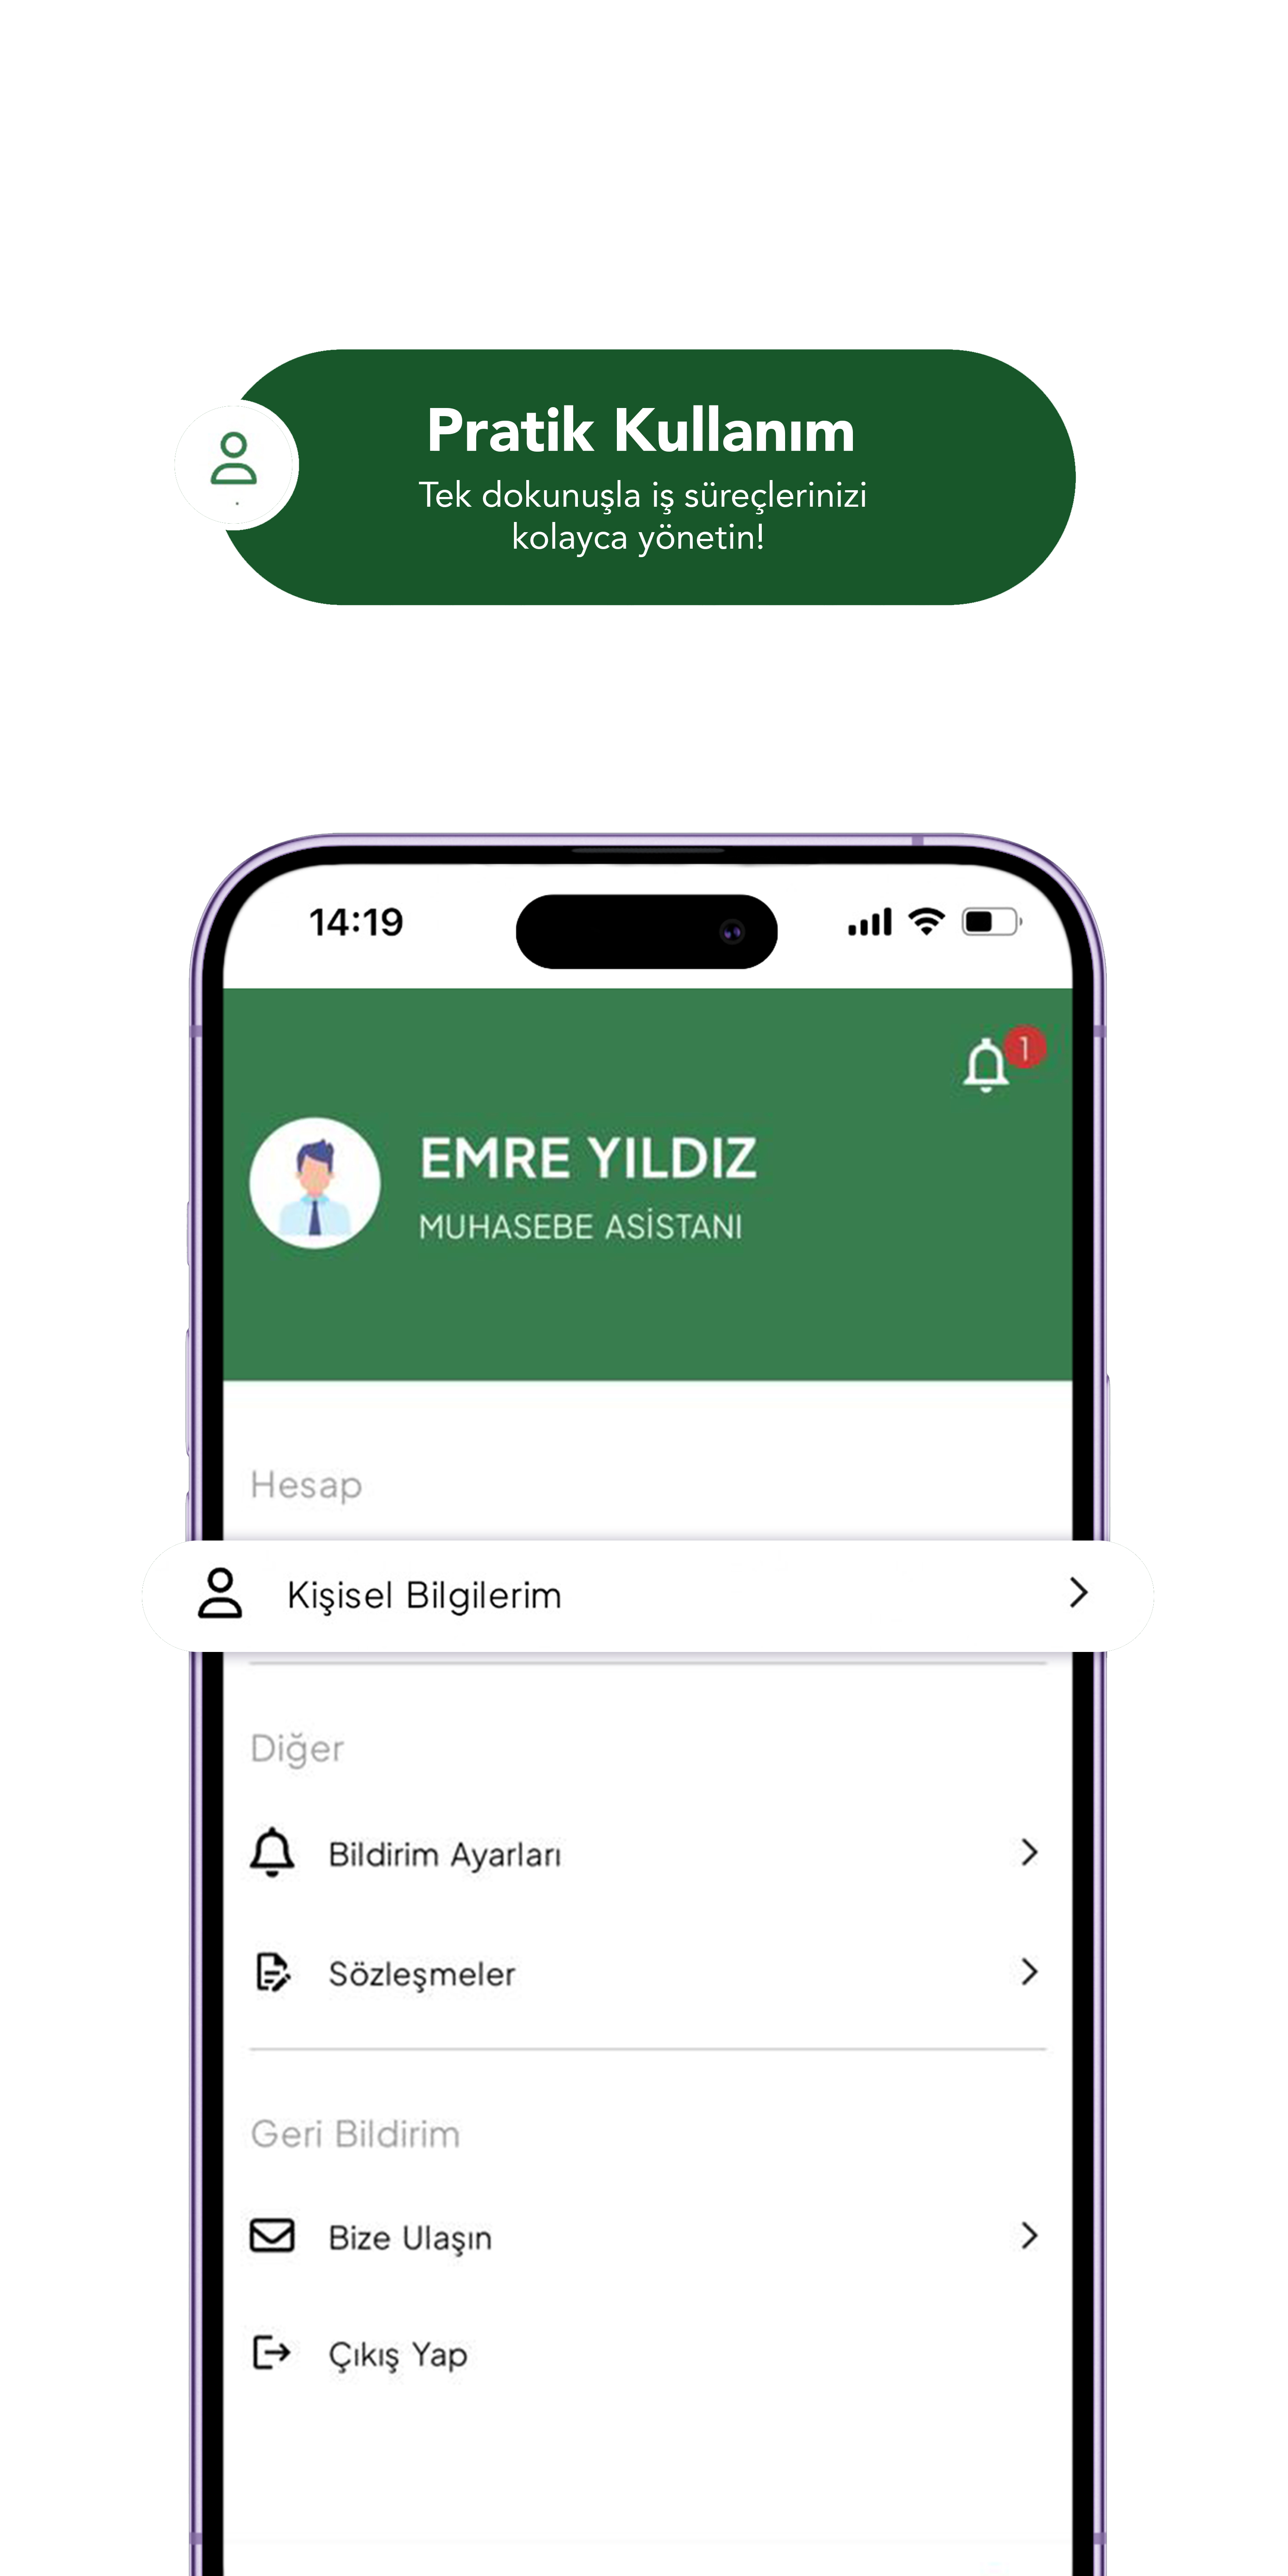 Pratik Kullanım
Tek dokunuşla iş süreçlerinizi
kolayca yönetin!
14:19
1
EMRE YILDIZ
MUHASEBE ASİSTANI
Hesap
Kişisel Bilgilerim
Diğer
Bildirim Ayarları
Sözleşmeler
Geri Bildirim
Bize Ulaşın
Çıkış Yap